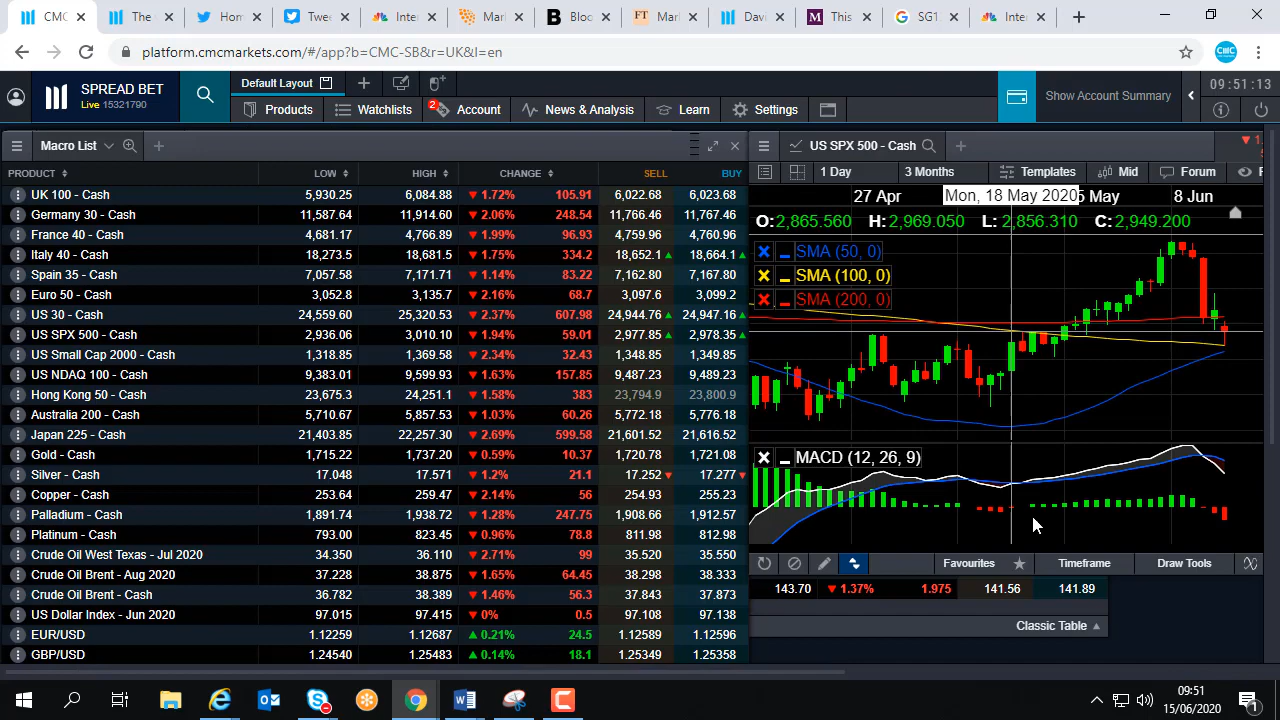 CMC
The
Hom
Twee
Inte
Mar
Bloo
FT
Mar
Davi
This
SG1
Inte
platform.cmcmarkets.com/#/app?b=CMC-SB&r=UK&l=en
SPREAD BET
Live 15321790
Default Layout
09:51:13
Products
Watchlists
2
Account
News & Analysis
Learn
Settings
Show Account Summary
Macro List
US SPX 500 - Cash
PRODUCT LOW HIGH CHANGE SELL BUY
1 Day 3 Months Templates Mid Forum
UK 100 - Cash 5,930.25 6,084.88 1.72% 105.91 6,022.68 6,023.68
Germany 30 - Cash 11,587.64 11,914.60 2.06% 248.54 11,766.46 11,767.46
France 40 - Cash 4,681.17 4,766.89 1.99% 96.93 4,759.96 4,760.96
Italy 40 - Cash 18,273.5 18,681.5 1.75% 334.2 18,652.1 18,664.1
Spain 35 - Cash 7,057.58 7,171.71 1.14% 83.22 7,162.80 7,167.80
Euro 50 - Cash 3,052.8 3,135.7 2.16% 68.7 3,097.6 3,099.2
US 30 - Cash 24,559.60 25,620.53 2.37% 607.98 24,944.76 24,947.16
US SPX 500 - Cash 2,936.06 3,010.10 1.94% 59.01 2,977.85 2,978.35
US Small Cap 2000 - Cash 1,318.85 1,369.58 2.34% 32.43 1,348.85 1,349.85
US NDAQ 100 - Cash 9,383.01 9,599.93 1.63% 157.85 9,487.23 9,489.23
Hong Kong 50 - Cash 23,675.3 24,251.1 1.58% 383 23,794.9 23,800.9
Australia 200 - Cash 5,710.67 5,857.53 1.03% 60.26 5,772.18 5,776.18
Japan 225 - Cash 21,403.85 22,257.30 2.69% 599.58 21,601.52 21,616.52
Gold - Cash 1,715.22 1,737.20 0.59% 10.37 1,720.78 1,721.08
Silver - Cash 17.048 17.571 1.2% 21.1 17.252 17.277
Copper - Cash 253.64 259.47 2.14% 56 254.93 255.23
Palladium - Cash 1,891.74 1,938.72 1.28% 247.75 1,908.66 1,912.57
Platinum - Cash 793.00 823.45 0.96% 78.8 811.98 812.98
Crude Oil West Texas - Jul 2020 34.350 36.110 2.71% 99 35.520 35.550
Crude Oil Brent - Aug 2020 37.228 38.875 1.65% 64.45 38.298 38.333
Crude Oil Brent - Cash 36.782 38.389 1.46% 56.3 37.843 37.873
US Dollar Index - Jun 2020 97.015 97.415 0% 0.5 97.108 97.138
EUR/USD 1.12259 1.12687 0.21% 24.5 1.12589 1.12596
GBP/USD 1.24540 1.25483 0.14% 18.1 1.25349 1.25358
27 Apr Mon, 18 May 2020 5 May 8 Jun
O: 2,865.560 H: 2,969.050 L: 2,856.310 C: 2,949.200
SMA (50, 0)
SMA (100, 0)
SMA (200, 0)
MACD (12, 26, 9)
Favourites Timeframe Draw Tools
143.70 1.37% 1.975 141.56 141.89
Classic Table
09:51
15/06/2020
1